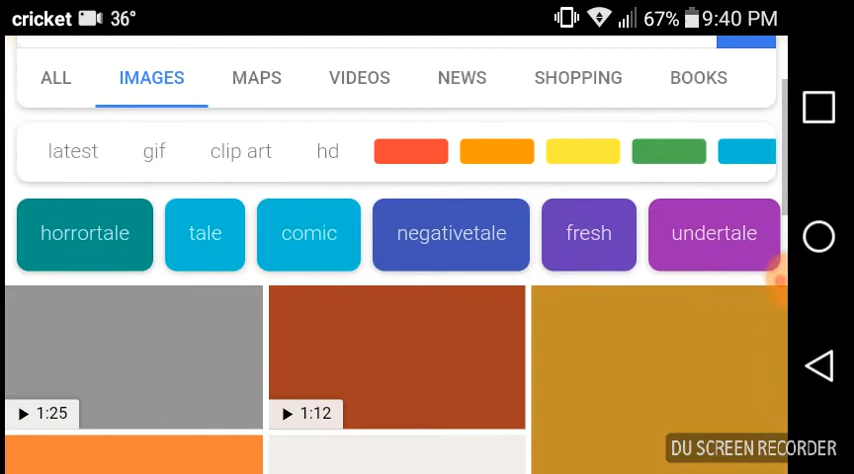 cricket 36° 67% 9:40 PM
ALL IMAGES MAPS VIDEOS NEWS SHOPPING BOOKS
latest gif clip art hd
horrortale tale comic negativetale fresh undertale
1:25 1:12
DU SCREEN RECORDER